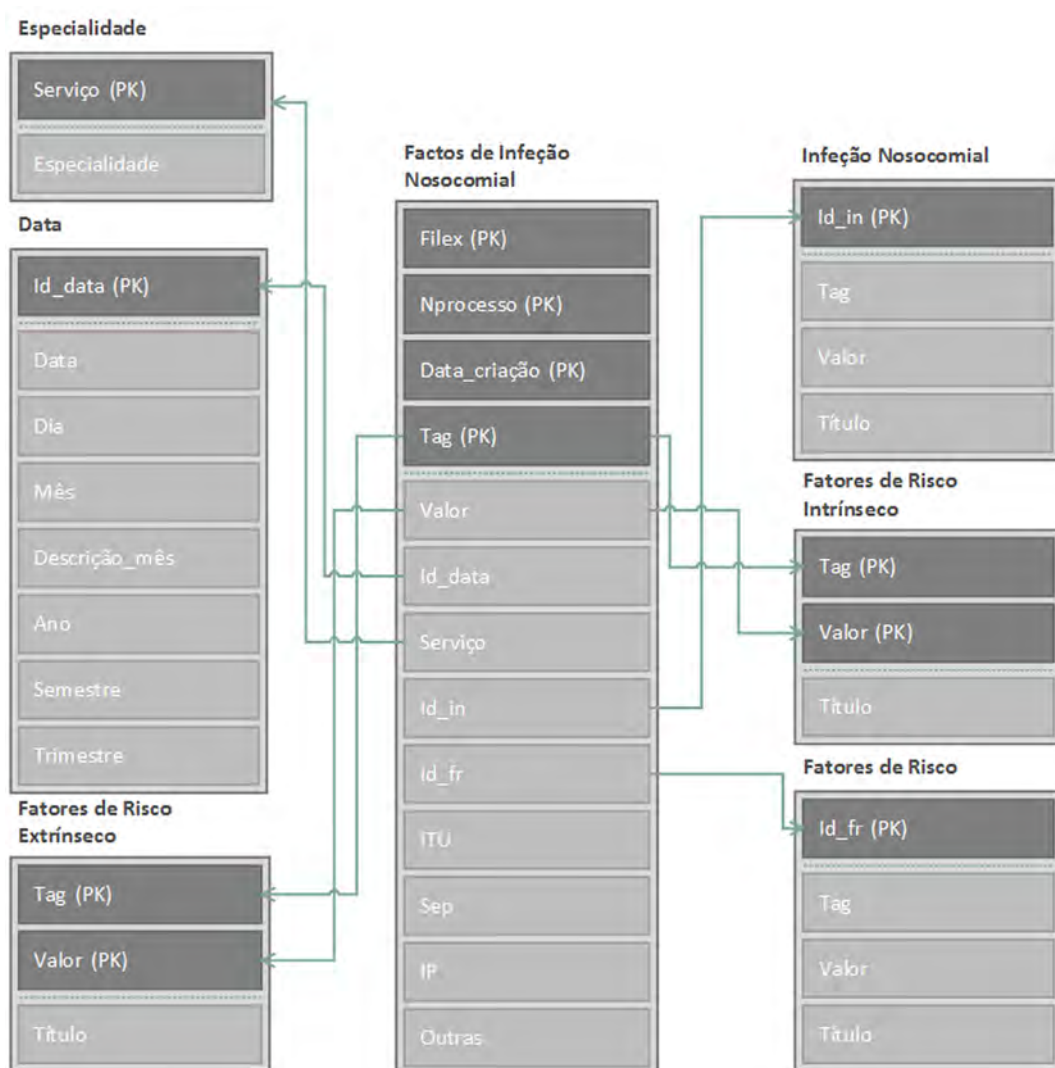 Especialidade
Serviço (PK)
Especialidade
Data
Id_data (PK)
Data
Dia
Mês
Descrição_mês
Ano
Semestre
Trimestre
Fatores de Risco
Extrínseco
Tag (PK)
Valor (PK)
Título
Factos de Infeção
Nosocomial
Filex (PK)
Nprocesso (PK)
Data_criação (PK)
Tag (PK)
Valor
Id_data
Serviço
Id_in
Id_fr
ITU
Sep
IP
Outras
Infeção Nosocomial
Id_in (PK)
Tag
Valor
Título
Fatores de Risco
Intrínseco
Tag (PK)
Valor (PK)
Título
Fatores de Risco
Id_fr (PK)
Tag
Valor
Título